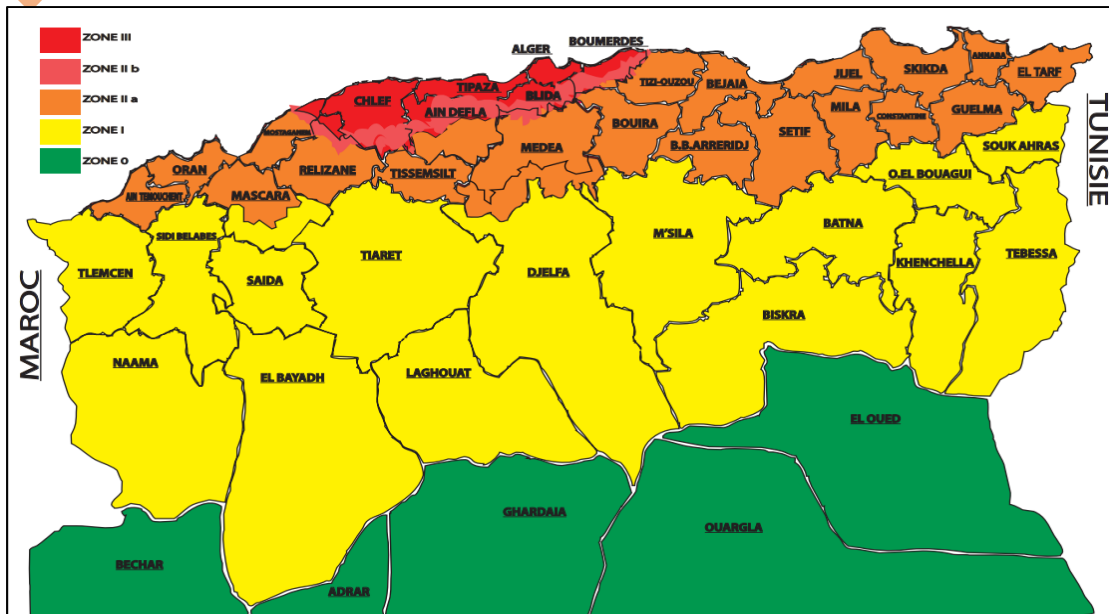 ZONE III
ZONE II b
ZONE II a
ZONE I
ZONE 0
ALGER
BOUMERDES
TIPAZA
CHLEF
BLIDA
AIN DEFLA
TIZI-OUZOU
BEJAIA
JIJEL
SKIKDA
ANNABA
EL TARF
MOSTAGANEM
BOUIRA
MILA
CONSTANTINE
GUELMA
SETIF
MEDEA
B.B.ARRERIDJ
SOUK AHRAS
ORAN
RELIZANE
TISSEMSILT
O.EL BOUAGUI
AIN TEMOUCHENT
MASCARA
TUNISIE
SIDI BELABES
M'SILA
BATNA
TLEMCEN
SAIDA
TIARET
DJELFA
KHENCHELLA
TEBESSA
MAROC
BISKRA
NAAMA
EL BAYADH
LAGHOUAT
EL OUED
GHARDAIA
OUARGLA
BECHAR
ADRAR